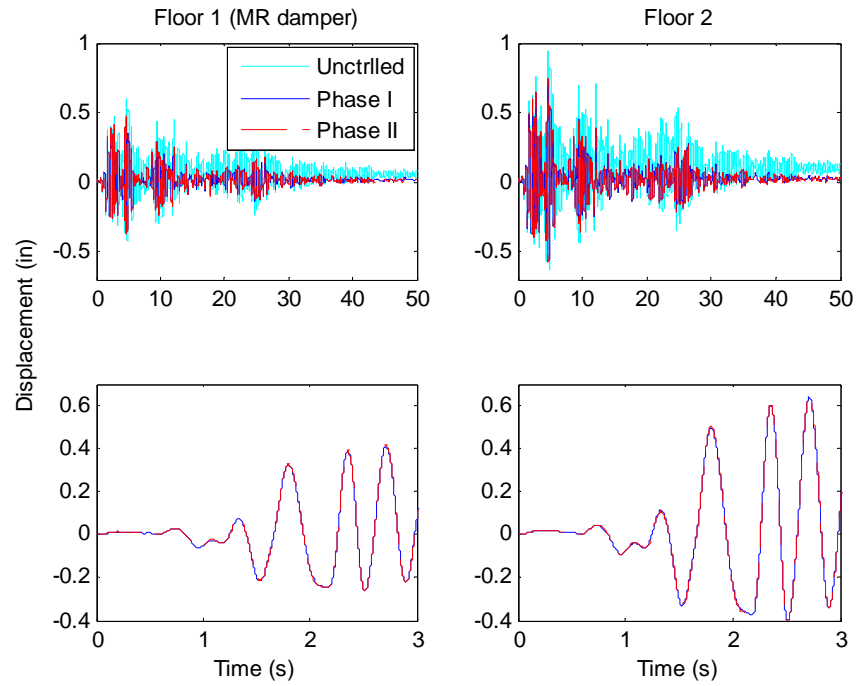 Floor 1 (MR damper)
Floor 2
1
0.5
0
-0.5
0 10 20 30 40 50
Unctrlled
Phase I
Phase II
1
0.5
0
-0.5
0 10 20 30 40 50
Displacement (in)
0.6
0.4
0.2
0
-0.2
-0.4
0 1 2 3
Time (s)
0.6
0.4
0.2
0
-0.2
-0.4
0 1 2 3
Time (s)